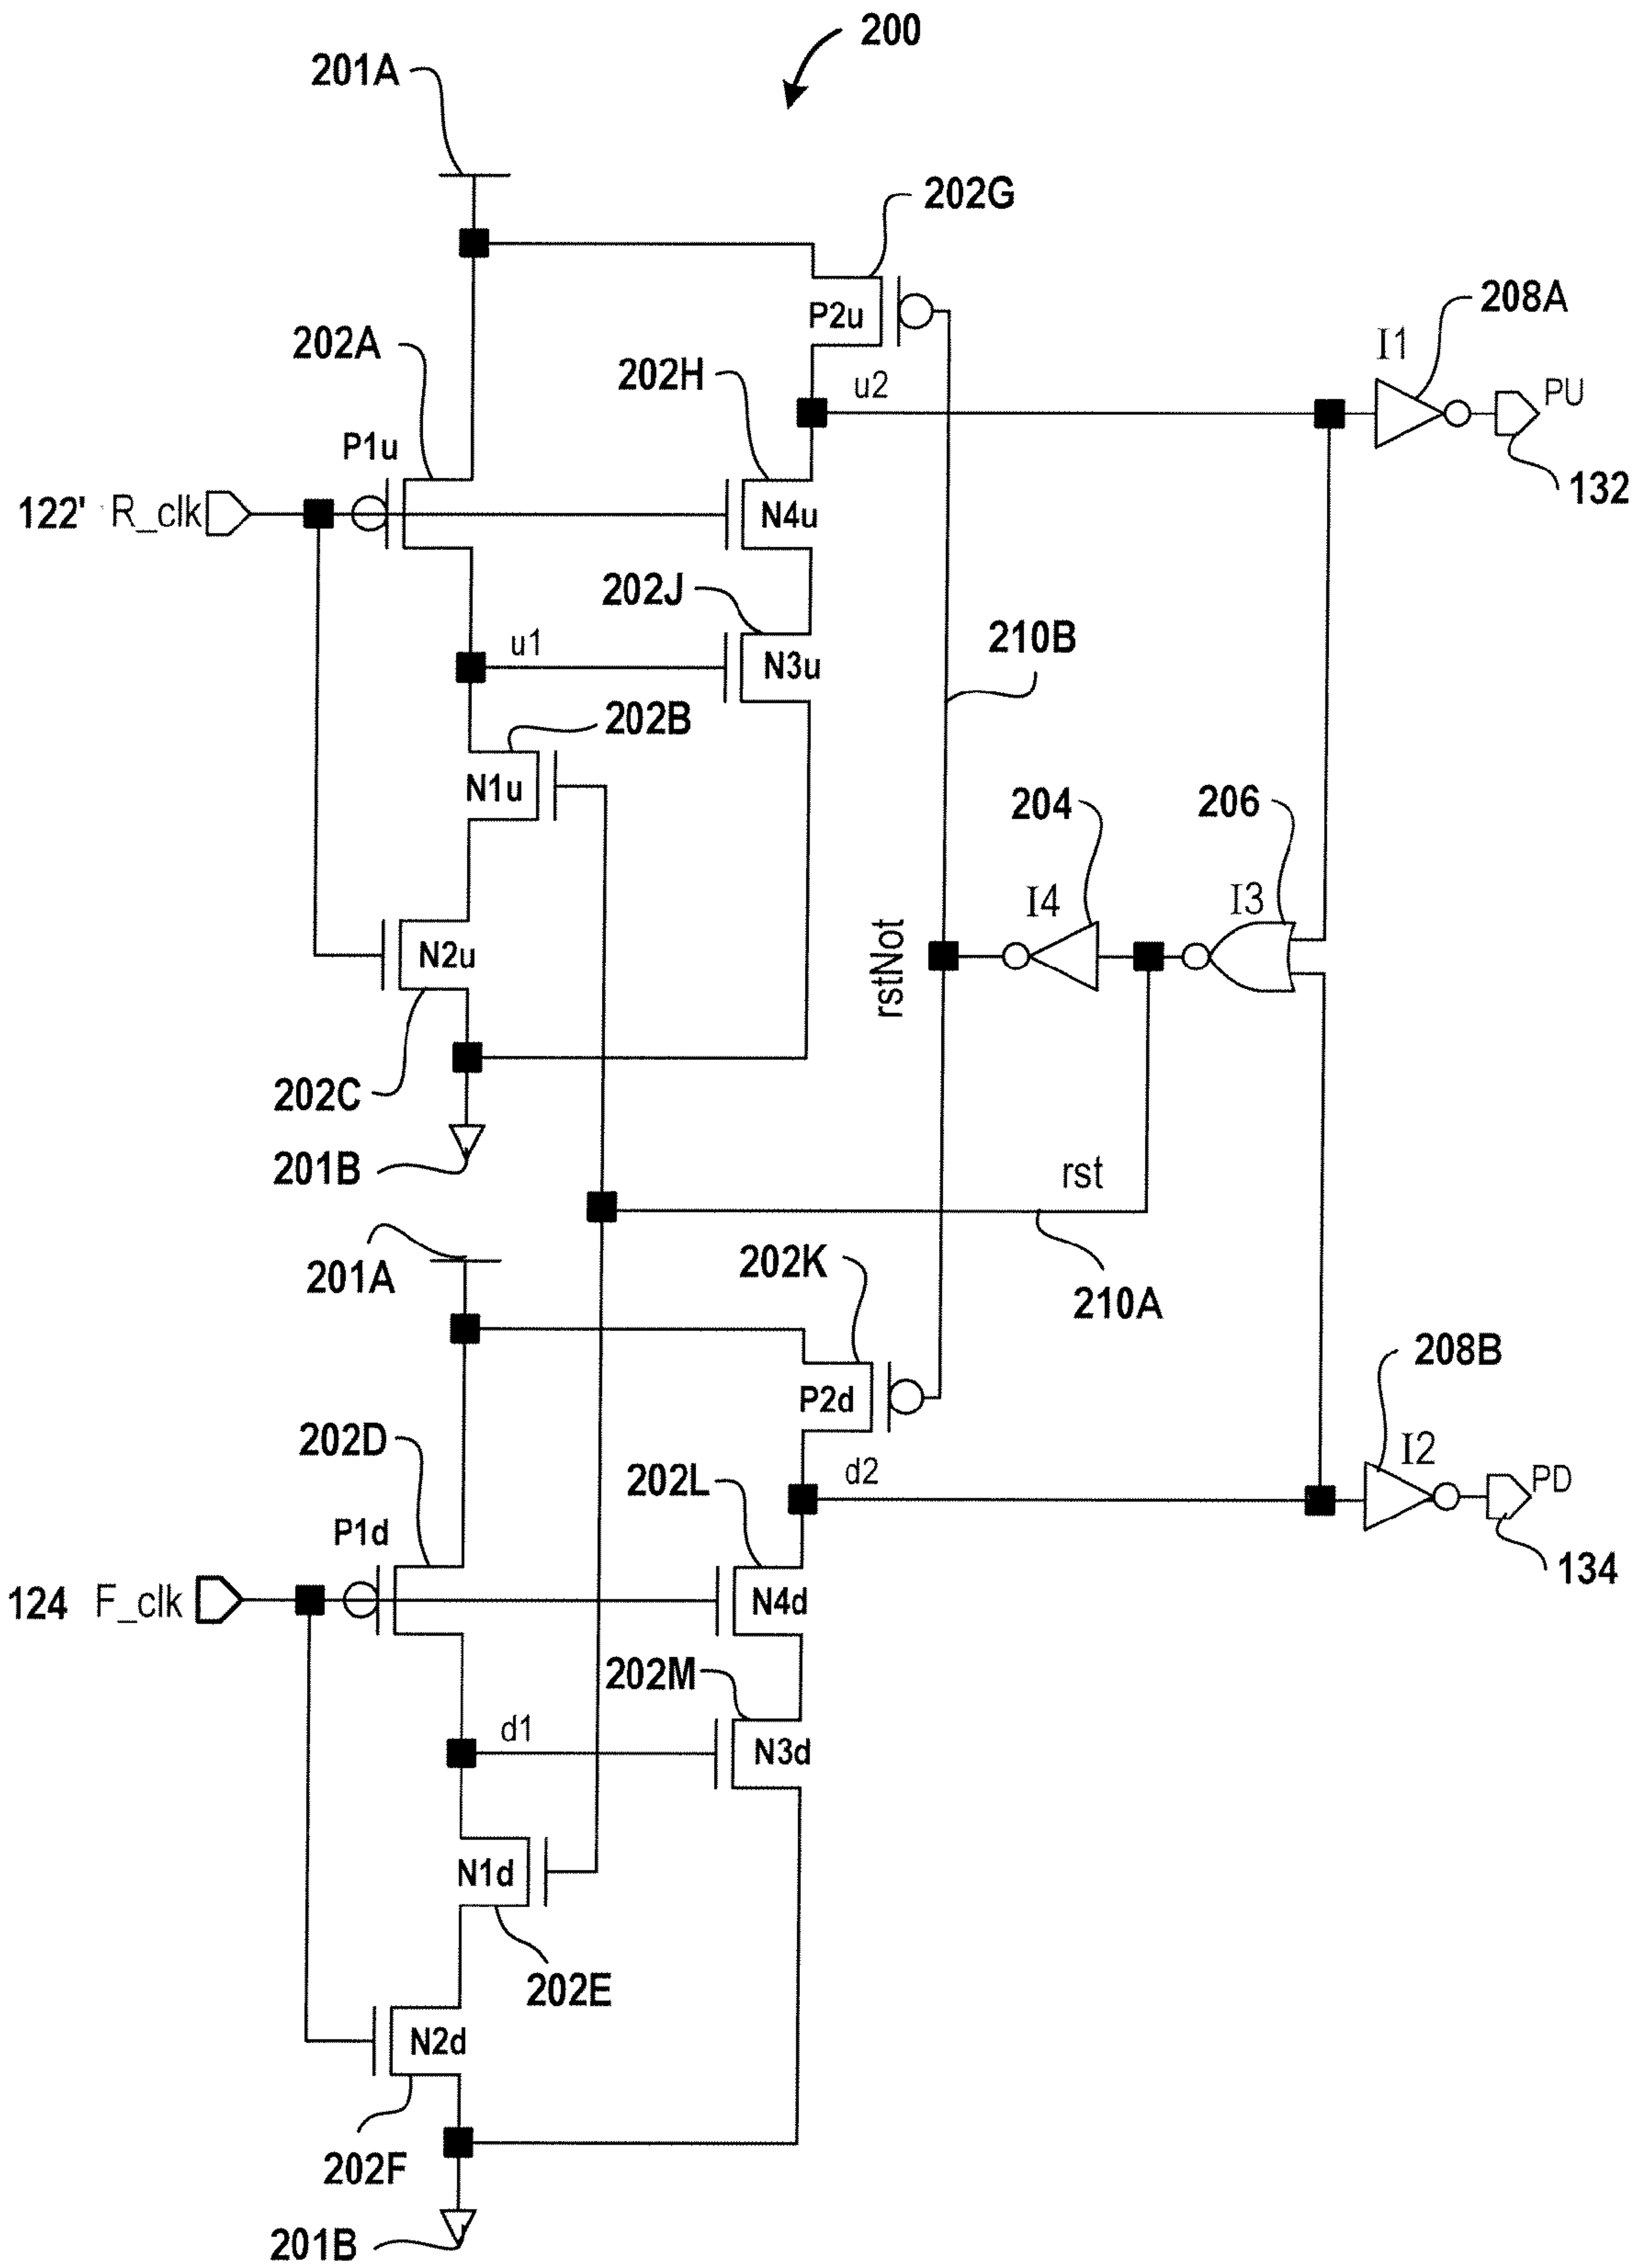 200
201A
202G
208A
I1
P2u
PU
202A
202H
u2
P1u
132
122' R_clk
N4u
202J
u1
N3u
210B
202B
N1u
204
206
I4
I3
N2u
rstNot
202C
201B
rst
201A
202K
210A
208B
P2d
202D
I2
202L
d2
PD
P1d
134
124 F_clk
N4d
202M
d1
N3d
N1d
202E
N2d
202F
201B